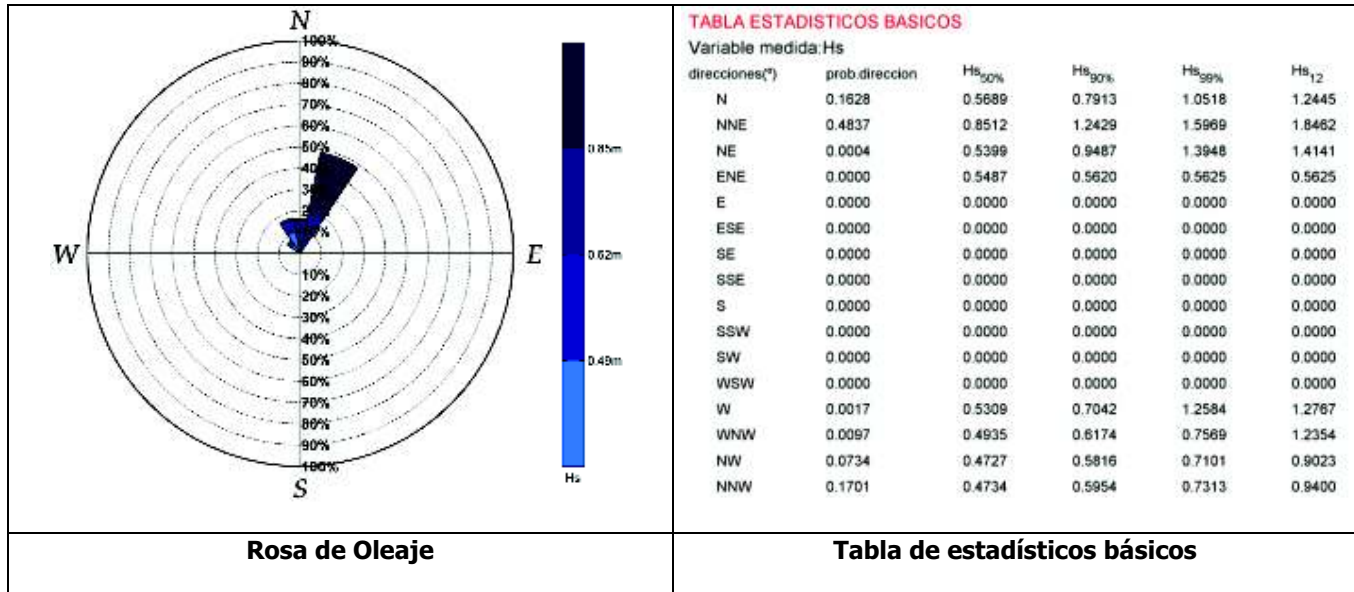 N
100%
90%
80%
70%
60%
50%
40%
30%
W
E
10%
20%
30%
40%
50%
60%
70%
80%
90%
100%
S
0.85m
0.62m
0.49m
Hs
Rosa de Oleaje
TABLA ESTADISTICOS BASICOS
Variable medida:Hs
direcciones(º) prob.direccion Hs50% Hs90% Hs99% Hs12
N 0.1628 0.5689 0.7913 1.0518 1.2445
NNE 0.4837 0.8512 1.2429 1.5969 1.8462
NE 0.0004 0.5399 0.9487 1.3948 1.4141
ENE 0.0000 0.5487 0.5620 0.5625 0.5625
E 0.0000 0.0000 0.0000 0.0000 0.0000
ESE 0.0000 0.0000 0.0000 0.0000 0.0000
SE 0.0000 0.0000 0.0000 0.0000 0.0000
SSE 0.0000 0.0000 0.0000 0.0000 0.0000
S 0.0000 0.0000 0.0000 0.0000 0.0000
SSW 0.0000 0.0000 0.0000 0.0000 0.0000
SW 0.0000 0.0000 0.0000 0.0000 0.0000
WSW 0.0000 0.0000 0.0000 0.0000 0.0000
W 0.0017 0.5309 0.7042 1.2584 1.2767
WNW 0.0097 0.4935 0.6174 0.7569 1.2354
NW 0.0734 0.4727 0.5816 0.7101 0.9023
NNW 0.1701 0.4734 0.5954 0.7313 0.9400
Tabla de estadísticos básicos